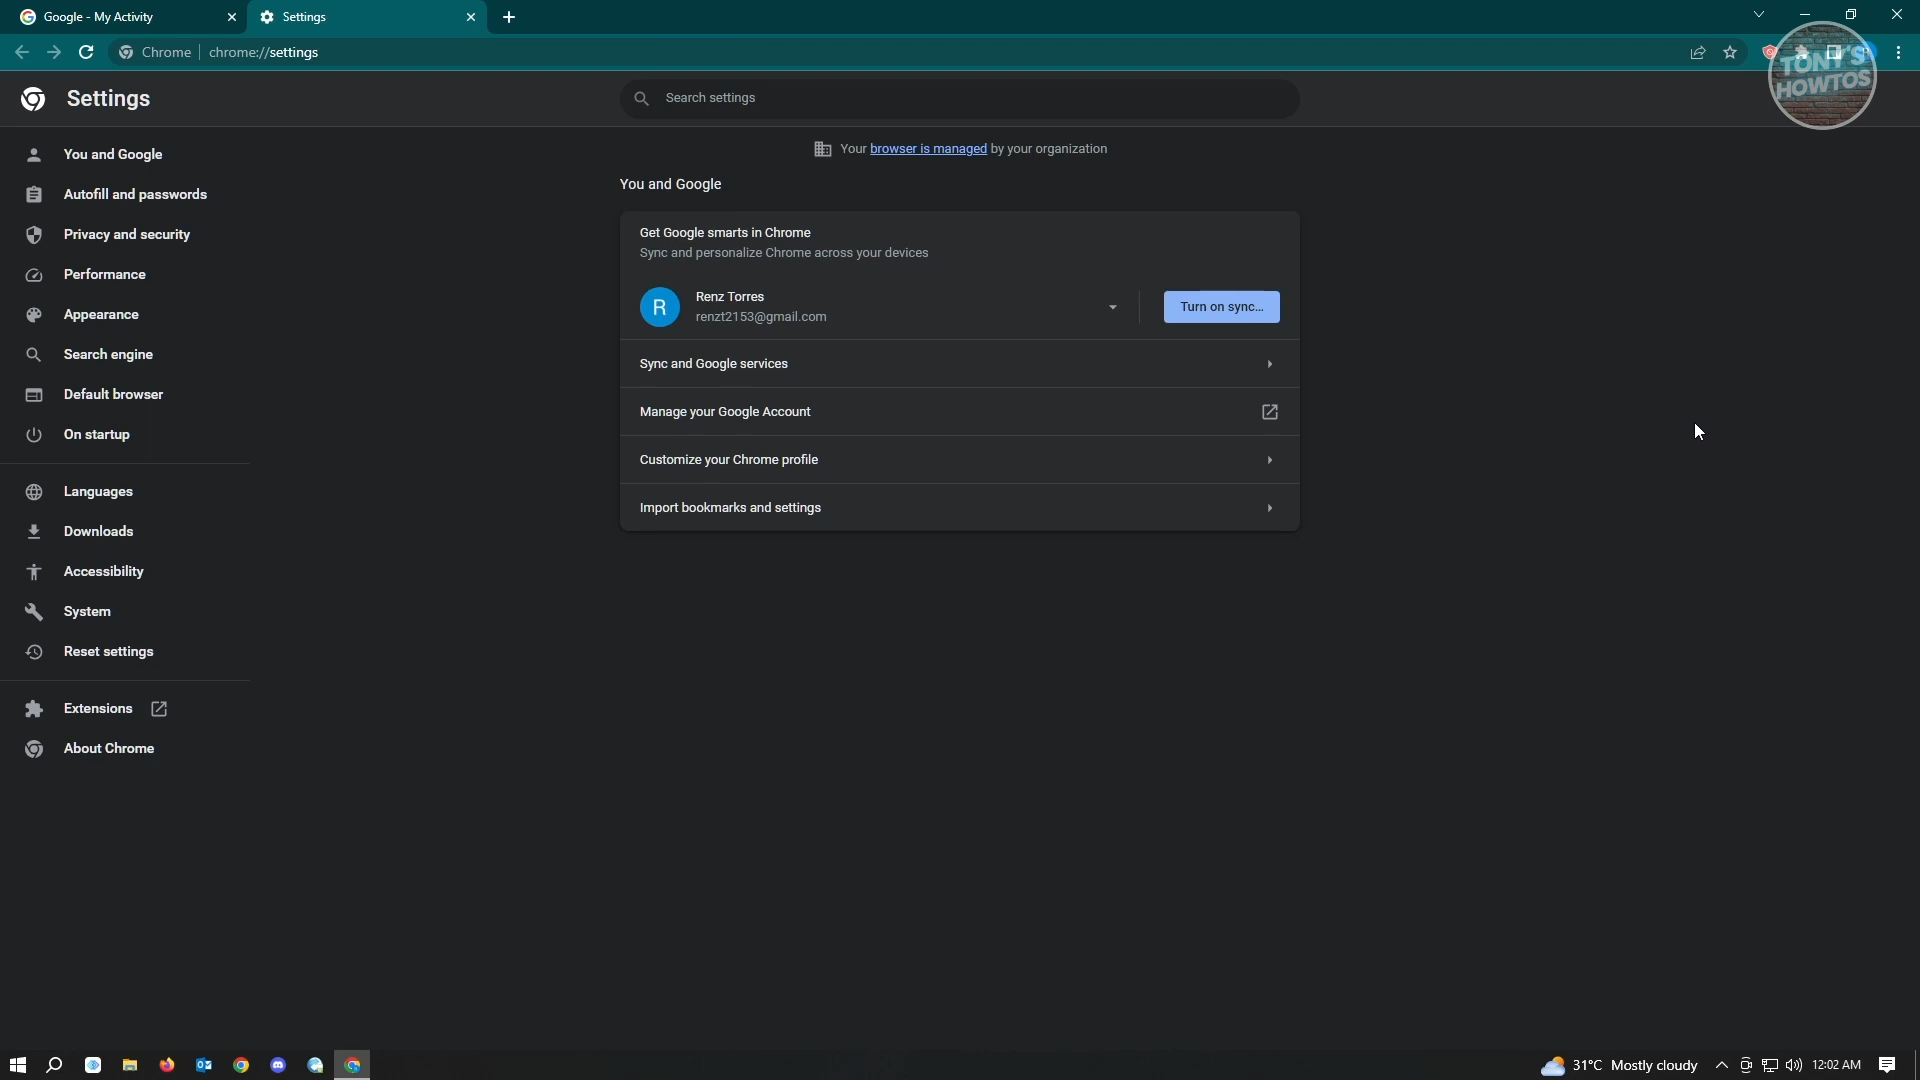 Google - My Activity
Settings
Chrome
chrome://settings
TONY'S
HOWTOS
Settings
Search settings
Your browser is managed by your organization
You and Google
Autofill and passwords
Privacy and security
Performance
Appearance
Search engine
Default browser
On startup
Languages
Downloads
Accessibility
System
Reset settings
Extensions
About Chrome
You and Google
Get Google smarts in Chrome
Sync and personalize Chrome across your devices
R
Renz Torres
renzt2153@gmail.com
Turn on sync...
Sync and Google services
Manage your Google Account
Customize your Chrome profile
Import bookmarks and settings
31°C Mostly cloudy
12:02 AM